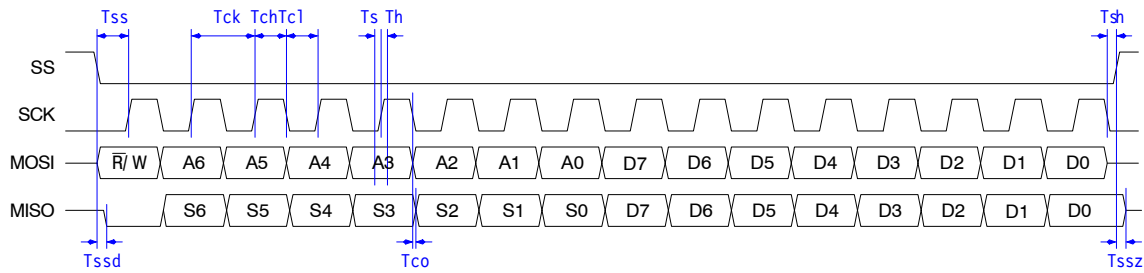 Tss Tck Tch Tcl Ts Th Tsh
SS
SCK
MOSI R̅/W A6 A5 A4 A3 A2 A1 A0 D7 D6 D5 D4 D3 D2 D1 D0
MISO S6 S5 S4 S3 S2 S1 S0 D7 D6 D5 D4 D3 D2 D1 D0
Tssd Tco Tssz